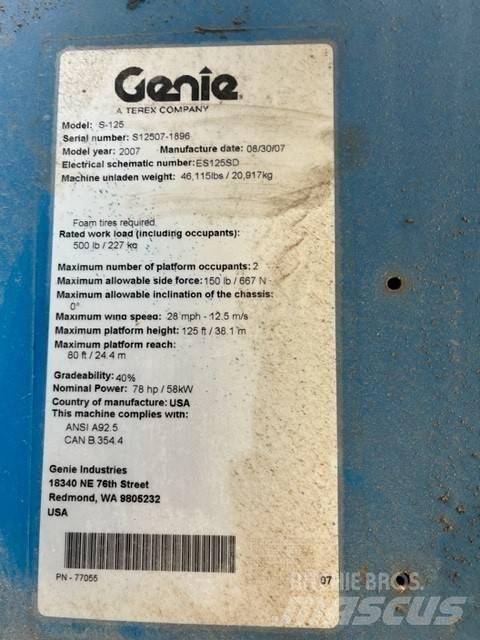 Genie
A TEREX COMPANY
Model: S-125
Serial number: S12507-1896
Model year: 2007 Manufacture date: 08/30/07
Electrical schematic number: ES125SD
Machine unladen weight: 46,115lbs / 20,917kg
Foam tires required
Rated work load (including occupants):
500 lb / 227 kg
Maximum number of platform occupants: 2
Maximum allowable side force: 150 lb / 667 N
Maximum allowable inclination of the chassis:
0°
Maximum wind speed: 28 mph - 12.5 m/s
Maximum platform height: 125 ft / 38.1 m
Maximum platform reach:
80 ft / 24.4 m
Gradeability: 40%
Nominal Power: 78 hp / 58kW
Country of manufacture: USA
This machine complies with:
ANSI A92.5
CAN B.354.4
Genie Industries
18340 NE 76th Street
Redmond, WA 9805232
USA
PN - 77055 07
RITCHIE BROS.
mascus